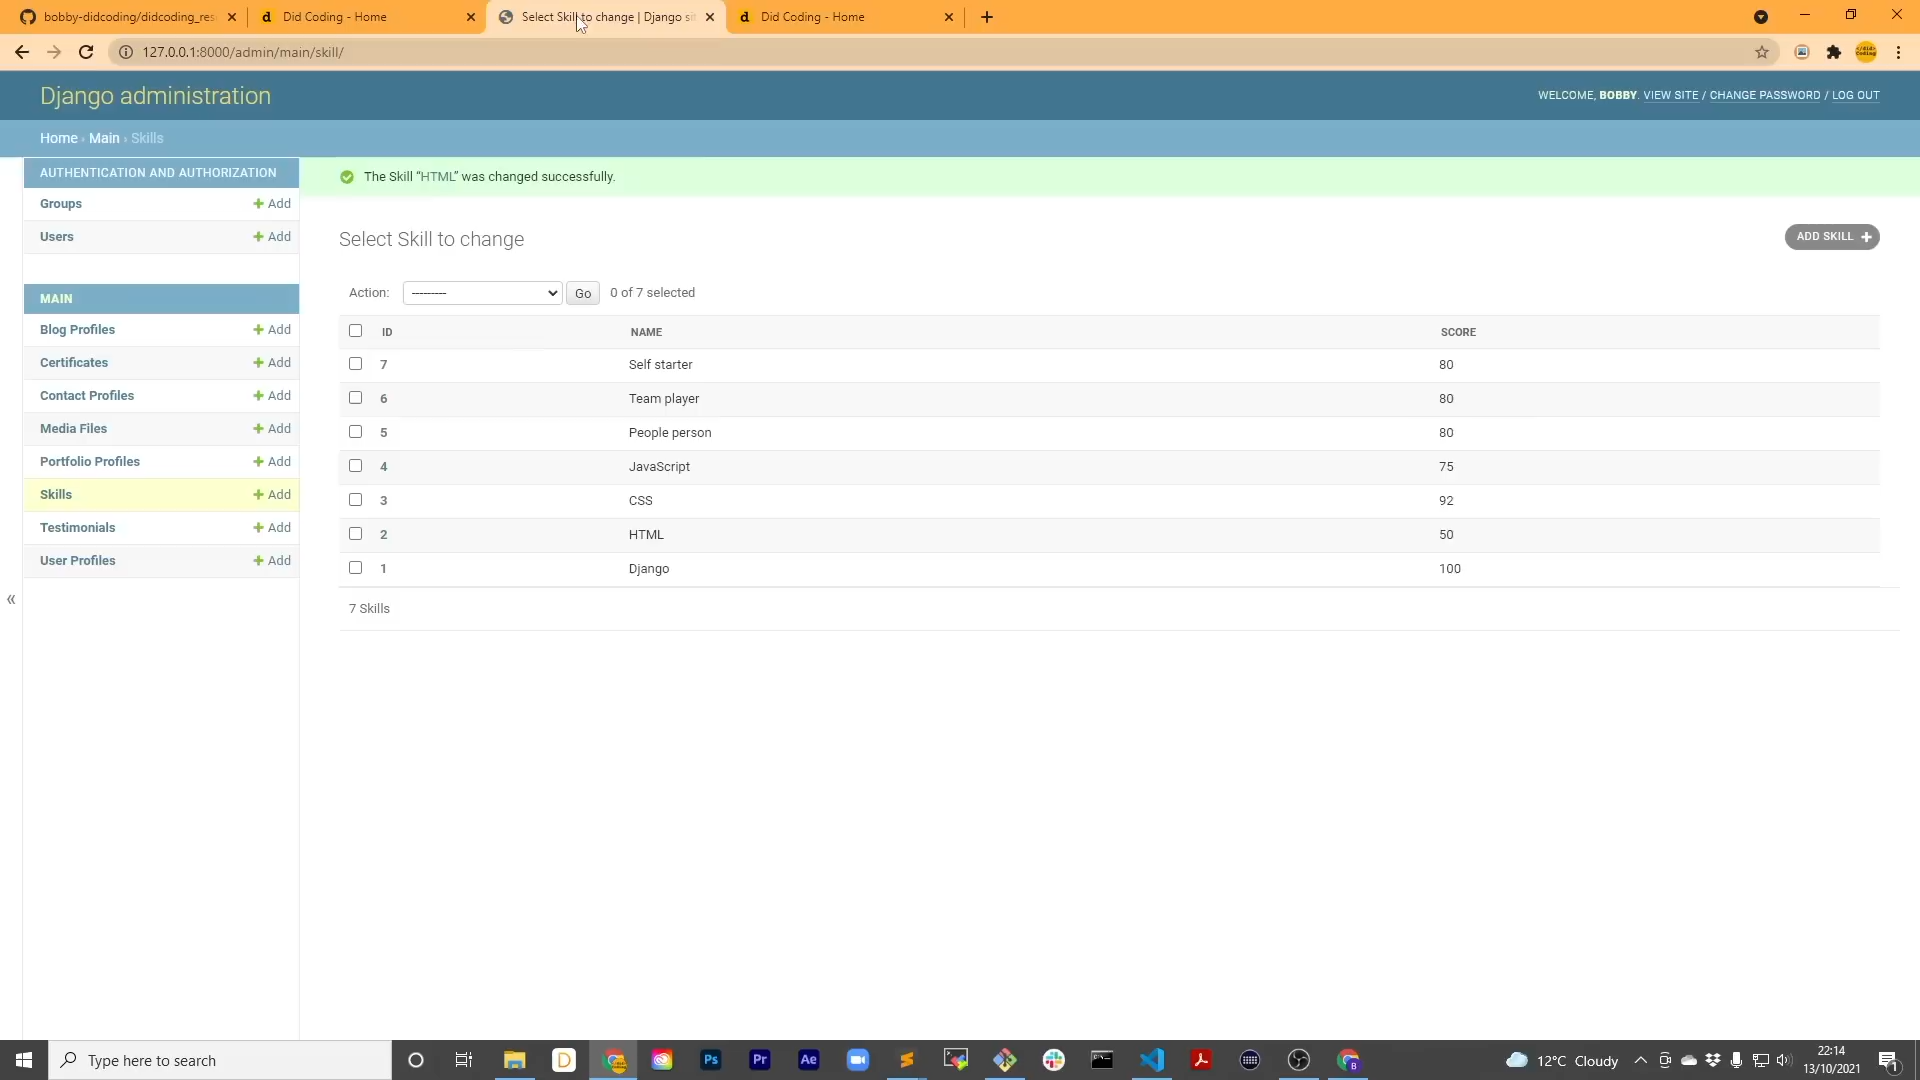 bobby-didcoding/didcoding_res
Did Coding - Home
Select Skill to change | Django si
Did Coding - Home
127.0.0.1:8000/admin/main/skill/
Django administration
WELCOME, BOBBY. VIEW SITE / CHANGE PASSWORD / LOG OUT
Home › Main › Skills
AUTHENTICATION AND AUTHORIZATION
Groups + Add
Users + Add
MAIN
Blog Profiles + Add
Certificates + Add
Contact Profiles + Add
Media Files + Add
Portfolio Profiles + Add
Skills + Add
Testimonials + Add
User Profiles + Add
«
The Skill “HTML” was changed successfully.
Select Skill to change
ADD SKILL +
Action: --------- Go 0 of 7 selected
ID NAME SCORE
7 Self starter 80
6 Team player 80
5 People person 80
4 JavaScript 75
3 CSS 92
2 HTML 50
1 Django 100
7 Skills
Type here to search
Ps
Pr
Ae
12°C Cloudy
22:14
13/10/2021
1